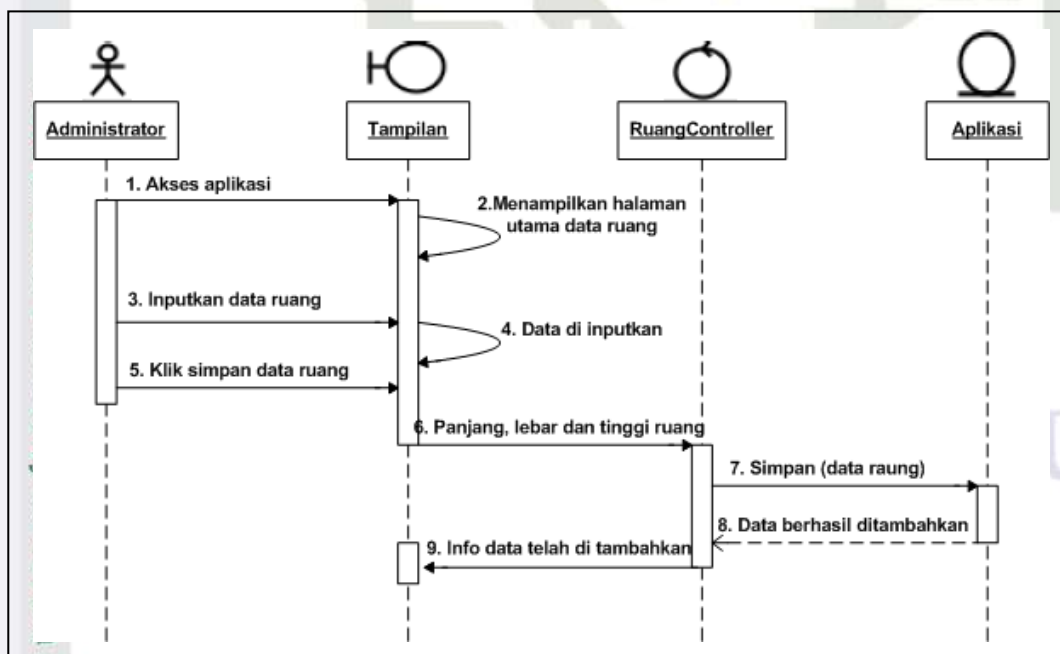 Administrator
Tampilan
RuangController
Aplikasi
1. Akses aplikasi
2.Menampilkan halaman
utama data ruang
3. Inputkan data ruang
4. Data di inputkan
5. Klik simpan data ruang
6. Panjang, lebar dan tinggi ruang
7. Simpan (data raung)
8. Data berhasil ditambahkan
9. Info data telah di tambahkan